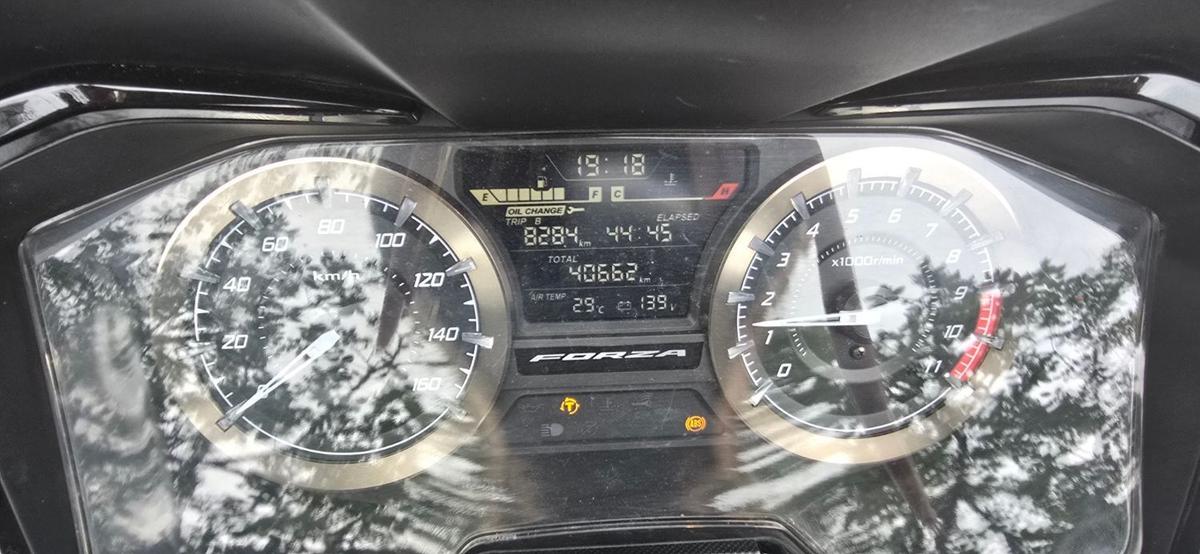 19:18
E F C H
OIL CHANGE
TRIP B ELAPSED
8284 km 44:45
TOTAL
40662 km
AIR TEMP 29°C 13.9 V
FORZA
T
ABS
km/h
20
40
60
80
100
120
140
160
x1000r/min
0
1
2
3
4
5
6
7
8
9
10
11